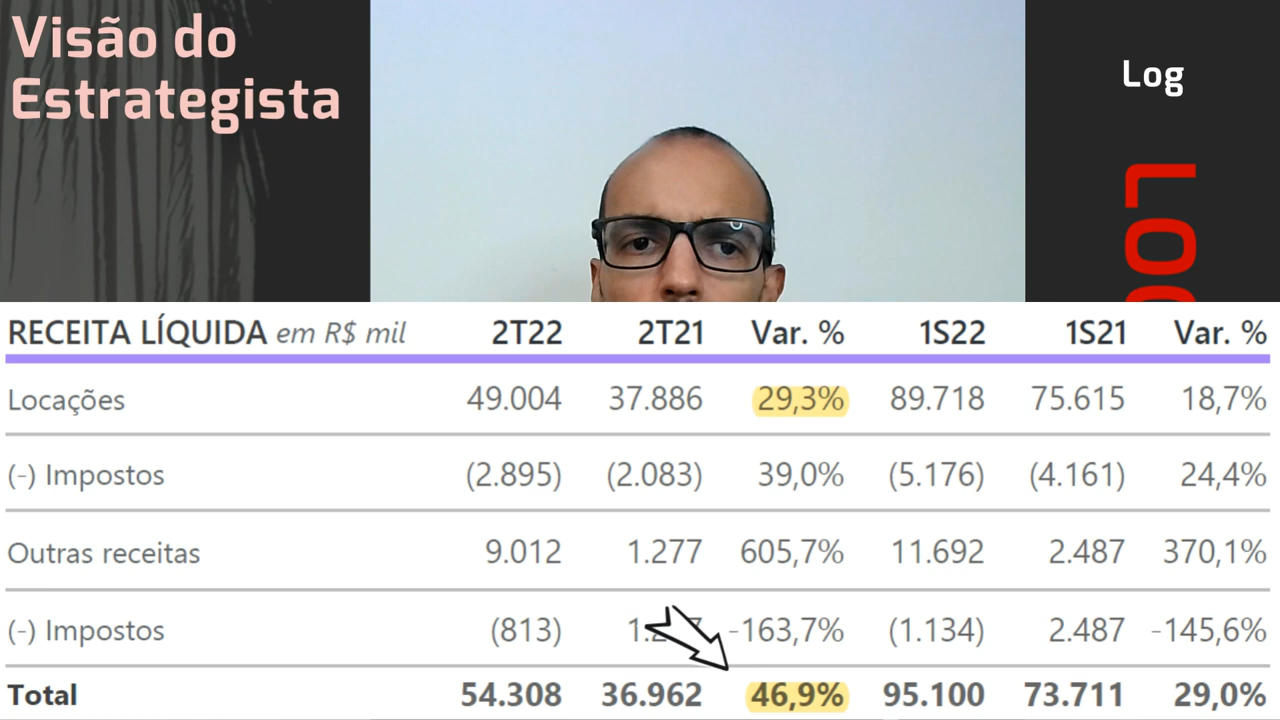 Visão do
Estrategista
Log
LOG
RECEITA LÍQUIDA em R$ mil 2T22 2T21 Var. % 1S22 1S21 Var. %
Locações 49.004 37.886 29,3% 89.718 75.615 18,7%
(-) Impostos (2.895) (2.083) 39,0% (5.176) (4.161) 24,4%
Outras receitas 9.012 1.277 605,7% 11.692 2.487 370,1%
(-) Impostos (813) -163,7% (1.134) 2.487 -145,6%
Total 54.308 36.962 46,9% 95.100 73.711 29,0%